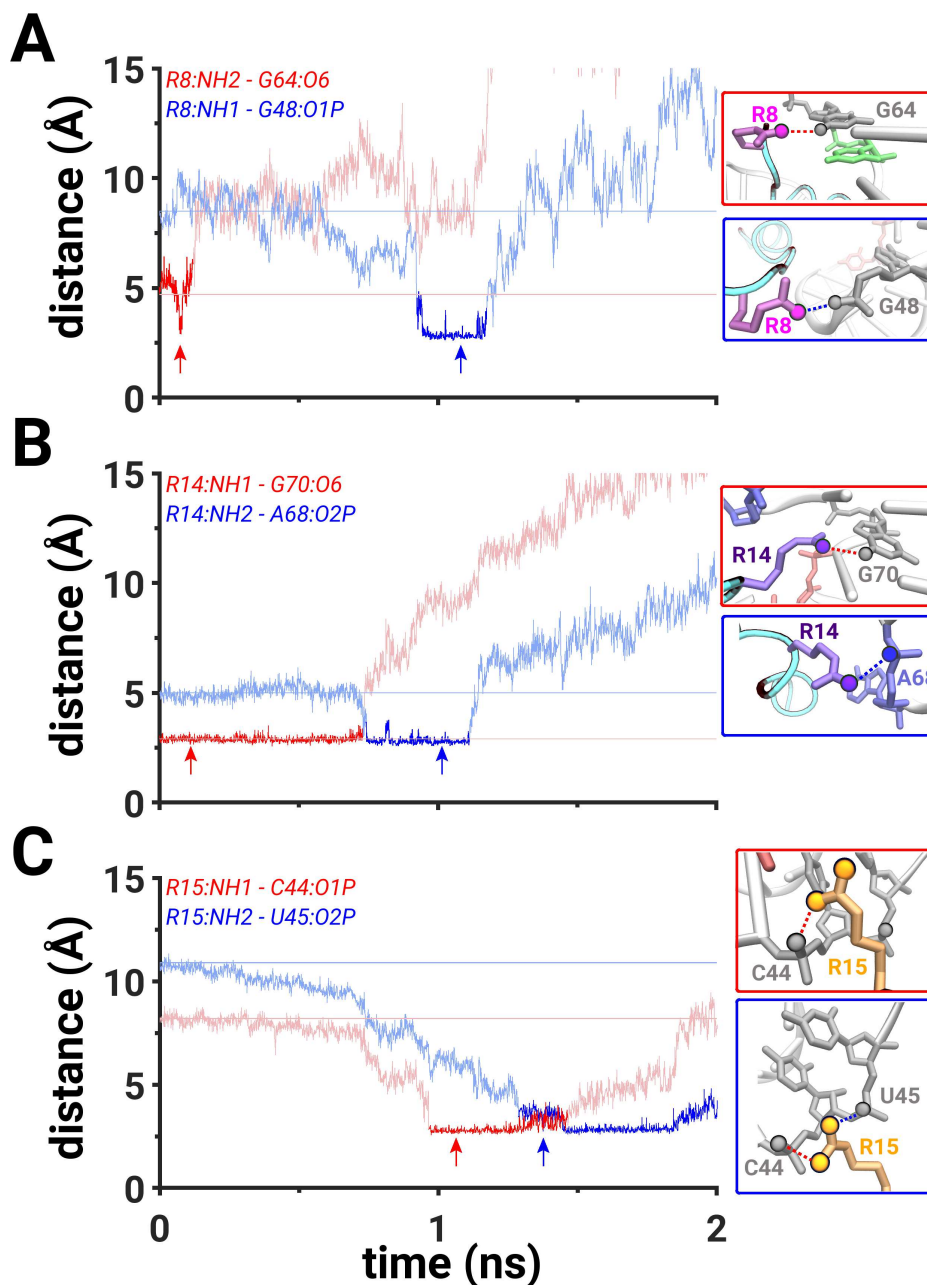 A
distance (Å)
15
10
5
0
R8:NH2 - G64:O6
R8:NH1 - G48:O1P
R8
G64
R8
G48
B
distance (Å)
15
10
5
0
R14:NH1 - G70:O6
R14:NH2 - A68:O2P
R14
G70
R14
A68
C
distance (Å)
15
10
5
0
R15:NH1 - C44:O1P
R15:NH2 - U45:O2P
C44
R15
U45
R15
C44
0
1
2
time (ns)